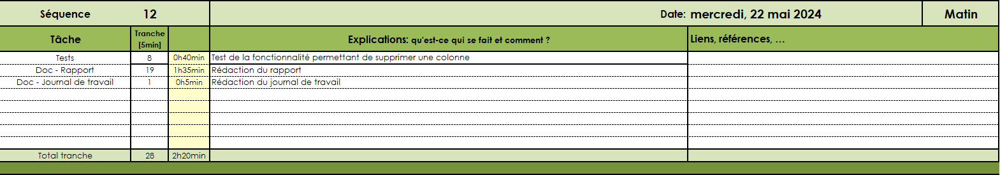 Séquence 12 Date: mercredi, 22 mai 2024 Matin
Tâche Tranche [5min] Explications: qu'est-ce qui se fait et comment ? Liens, références, …
Tests 8 0h40min Test de la fonctionnalité permettant de supprimer une colonne
Doc - Rapport 19 1h35min Rédaction du rapport
Doc - Journal de travail 1 0h5min Rédaction du journal de travail
Total tranche 28 2h20min